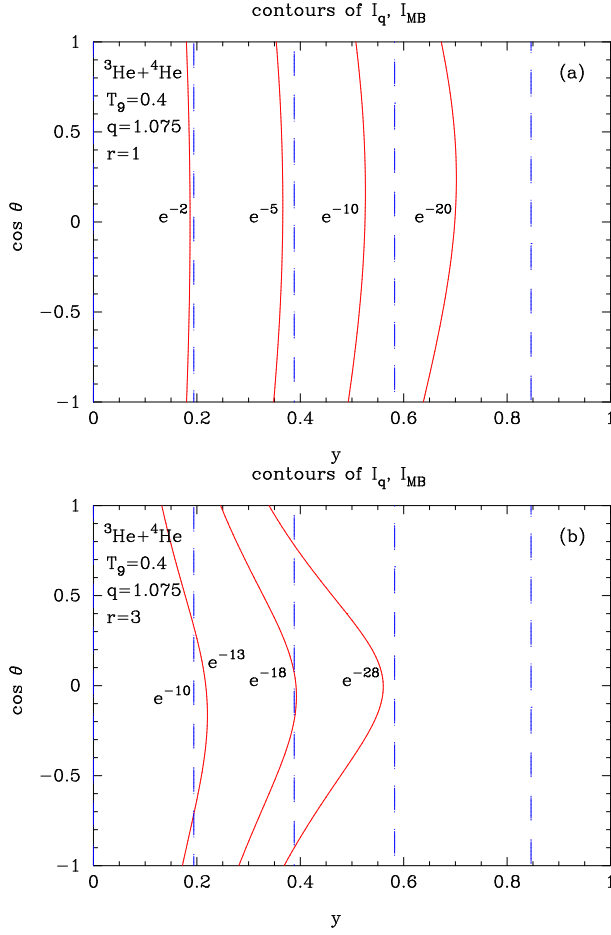 contours of I_q, I_MB
1
0.5
0
−0.5
−1
cos θ
³He+⁴He
T₉=0.4
q=1.075
r=1
(a)
e⁻² e⁻⁵ e⁻¹⁰ e⁻²⁰
0 0.2 0.4 0.6 0.8 1
y
contours of I_q, I_MB
1
0.5
0
−0.5
−1
cos θ
³He+⁴He
T₉=0.4
q=1.075
r=3
(b)
e⁻¹³
e⁻¹⁰ e⁻¹⁸ e⁻²⁸
0 0.2 0.4 0.6 0.8 1
y